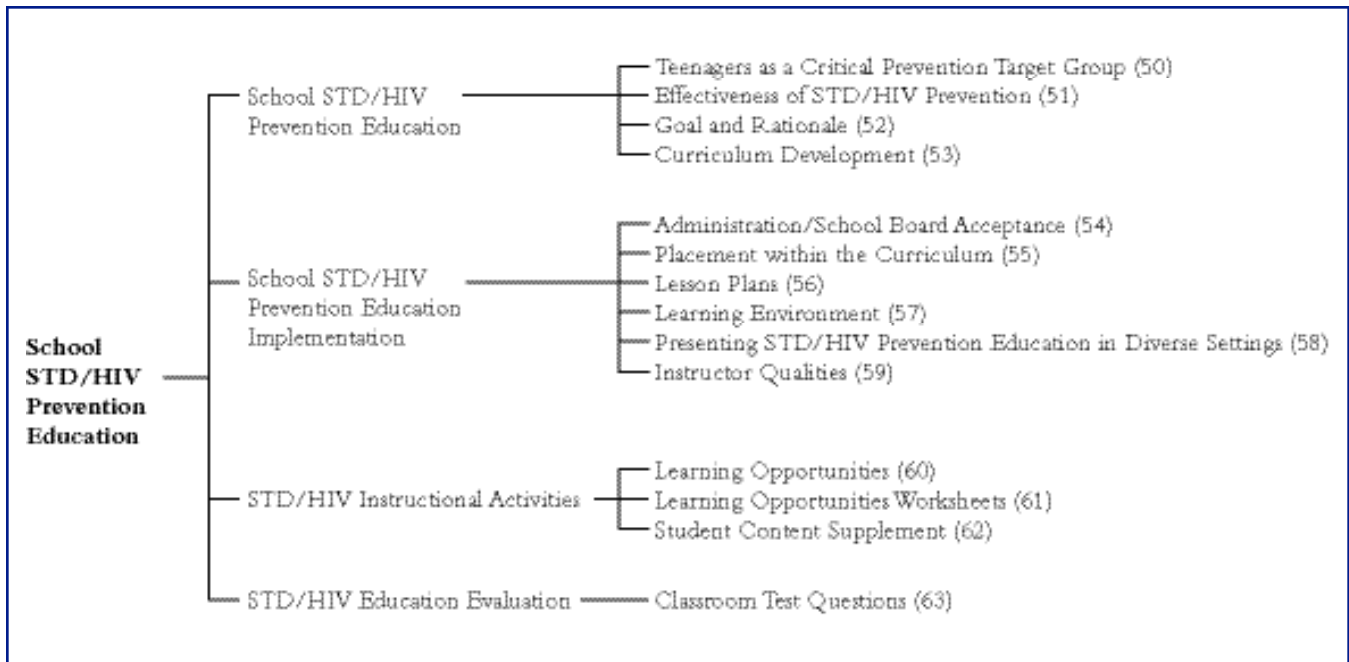 School
STD/HIV
Prevention
Education
School STD/HIV
Prevention Education
Teenagers as a Critical Prevention Target Group (50)
Effectiveness of STD/HIV Prevention (51)
Goal and Rationale (52)
Curriculum Development (53)
School STD/HIV
Prevention Education
Implementation
Administration/School Board Acceptance (54)
Placement within the Curriculum (55)
Lesson Plans (56)
Learning Environment (57)
Presenting STD/HIV Prevention Education in Diverse Settings (58)
Instructor Qualities (59)
STD/HIV Instructional Activities
Learning Opportunities (60)
Learning Opportunities Worksheets (61)
Student Content Supplement (62)
STD/HIV Education Evaluation
Classroom Test Questions (63)